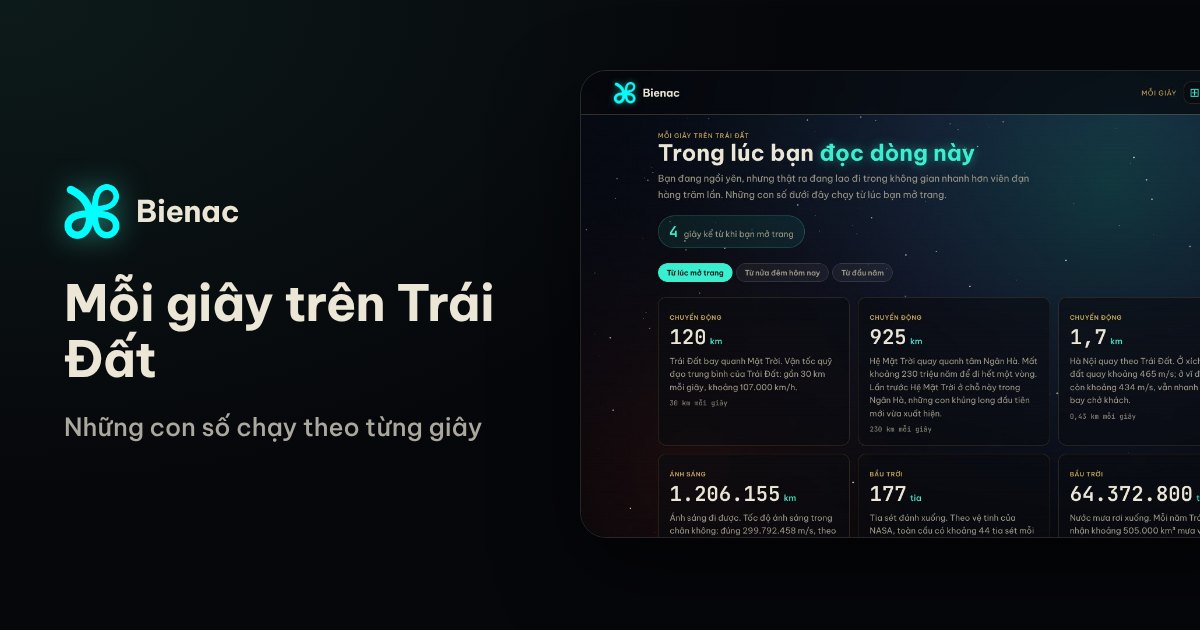 Bienac
Mỗi giây trên Trái
Đất
Những con số chạy theo từng giây
Bienac
MỖI GIÂY
MỖI GIÂY TRÊN TRÁI ĐẤT
Trong lúc bạn đọc dòng này
Bạn đang ngồi yên, nhưng thật ra đang lao đi trong không gian nhanh hơn viên đạn
hàng trăm lần. Những con số dưới đây chạy từ lúc bạn mở trang.
4 giây kể từ khi bạn mở trang
Từ lúc mở trang
Từ nửa đêm hôm nay
Từ đầu năm
CHUYỂN ĐỘNG
120 km
Trái Đất bay quanh Mặt Trời. Vận tốc quỹ
đạo trung bình của Trái Đất: gần 30 km
mỗi giây, khoảng 107.000 km/h.
30 km mỗi giây
CHUYỂN ĐỘNG
925 km
Hệ Mặt Trời quay quanh tâm Ngân Hà. Mất
khoảng 230 triệu năm để đi hết một vòng.
Lần trước Hệ Mặt Trời ở chỗ này trong
Ngân Hà, những con khủng long đầu tiên
mới vừa xuất hiện.
230 km mỗi giây
CHUYỂN ĐỘNG
1,7 km
Hà Nội quay theo Trái Đất. Ở xích
đất quay khoảng 465 m/s; ở vĩ đ
còn khoảng 434 m/s, vẫn nhanh
bay chở khách.
0,43 km mỗi giây
ÁNH SÁNG
1.206.155 km
Ánh sáng đi được. Tốc độ ánh sáng trong
chân không: đúng 299.792.458 m/s, theo
BẦU TRỜI
177 tia
Tia sét đánh xuống. Theo vệ tinh của
NASA, toàn cầu có khoảng 44 tia sét mỗi
BẦU TRỜI
64.372.800 t
Nước mưa rơi xuống. Mỗi năm Trá
nhận khoảng 505.000 km³ mưa v